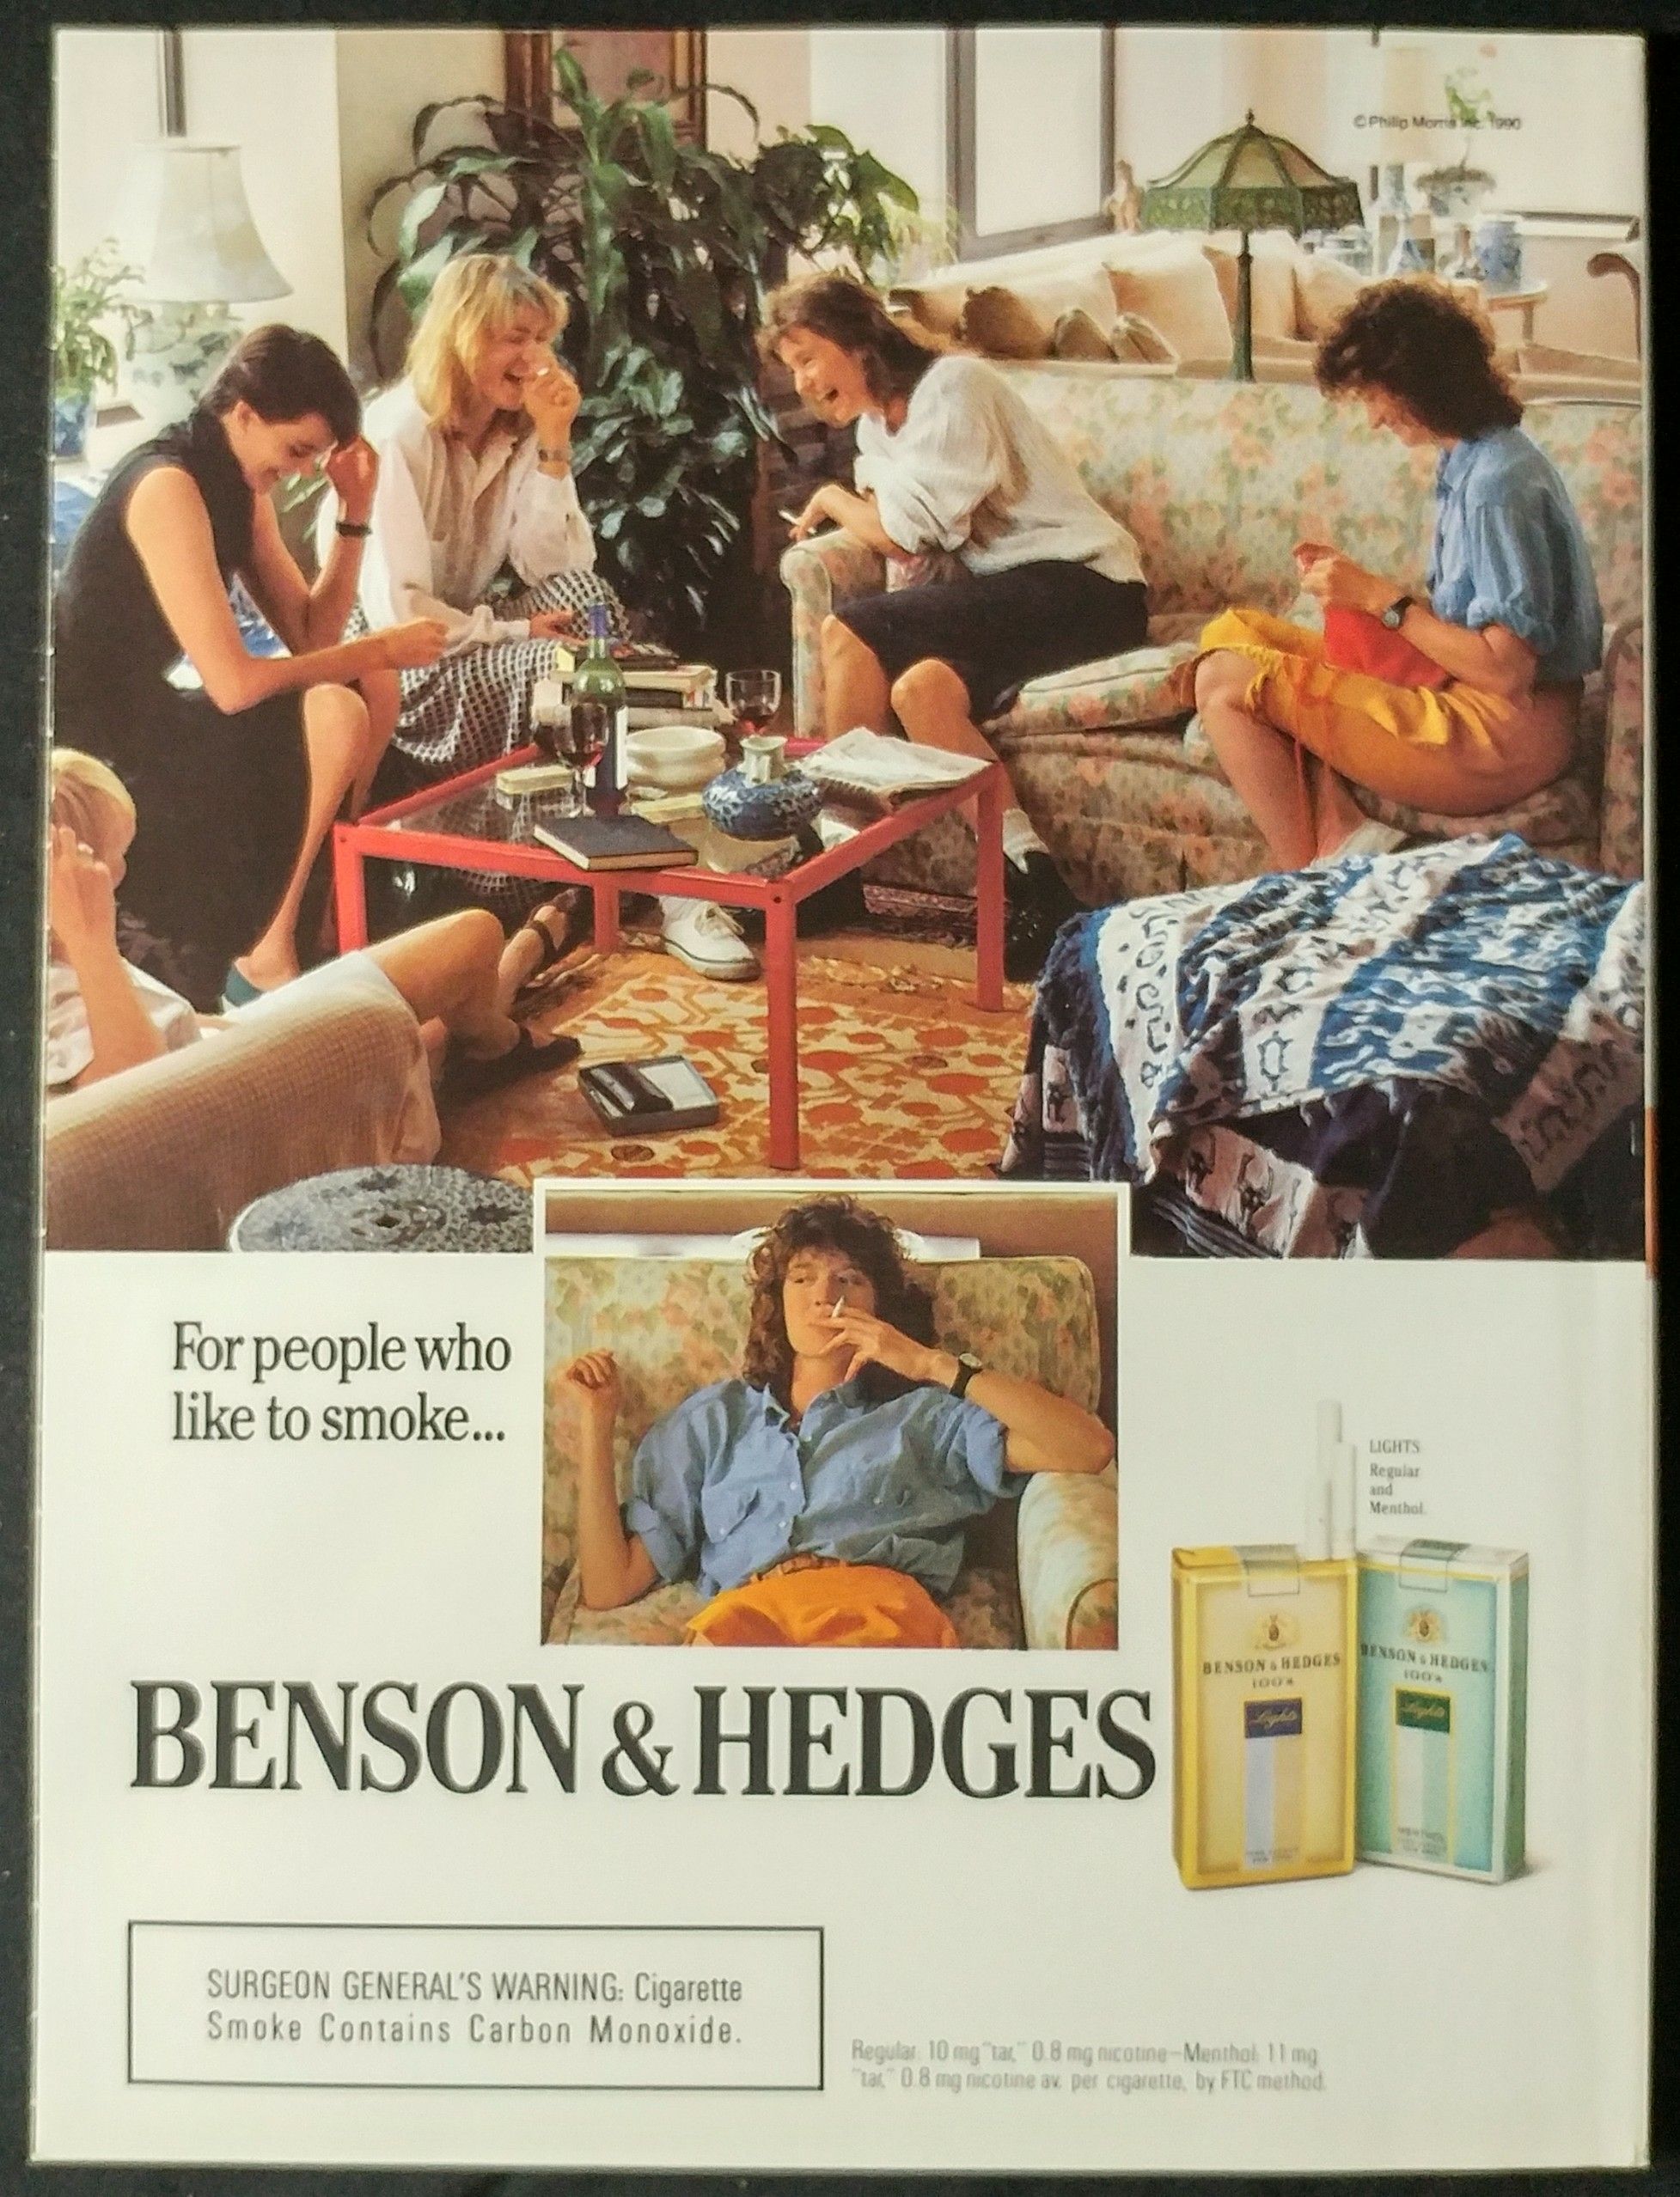 © Philip Morris Inc. 1990
For people who
like to smoke...
LIGHTS
Regular
and
Menthol.
BENSON & HEDGES
100's
Lights
BENSON & HEDGES
100's
Lights
MENTHOL
BENSON & HEDGES
SURGEON GENERAL'S WARNING: Cigarette
Smoke Contains Carbon Monoxide.
Regular: 10 mg "tar," 0.8 mg nicotine—Menthol: 11 mg
"tar," 0.8 mg nicotine av. per cigarette, by FTC method.